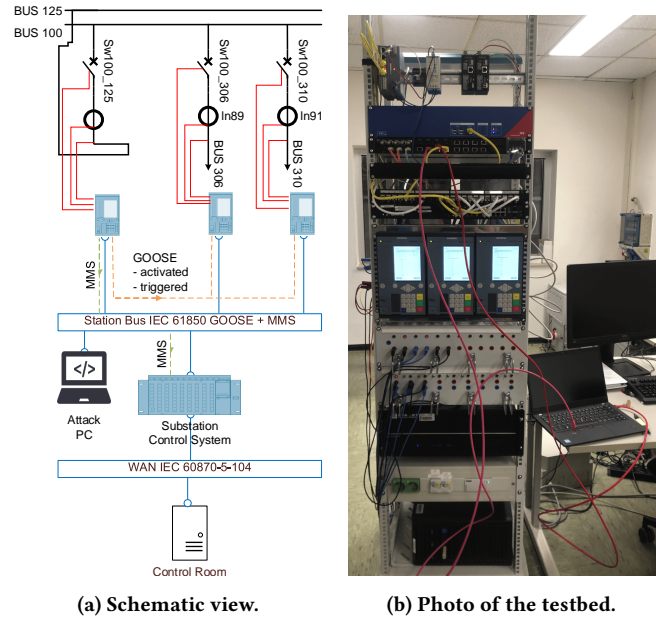 BUS 125
BUS 100
Sw100_125
Sw100_306
Sw100_310
In89
In91
BUS 306
BUS 310
MMS
GOOSE
- activated
- triggered
Station Bus IEC 61850 GOOSE + MMS
MMS
</>
Attack
PC
Substation
Control System
WAN IEC 60870-5-104
Control Room
(a) Schematic view.
(b) Photo of the testbed.